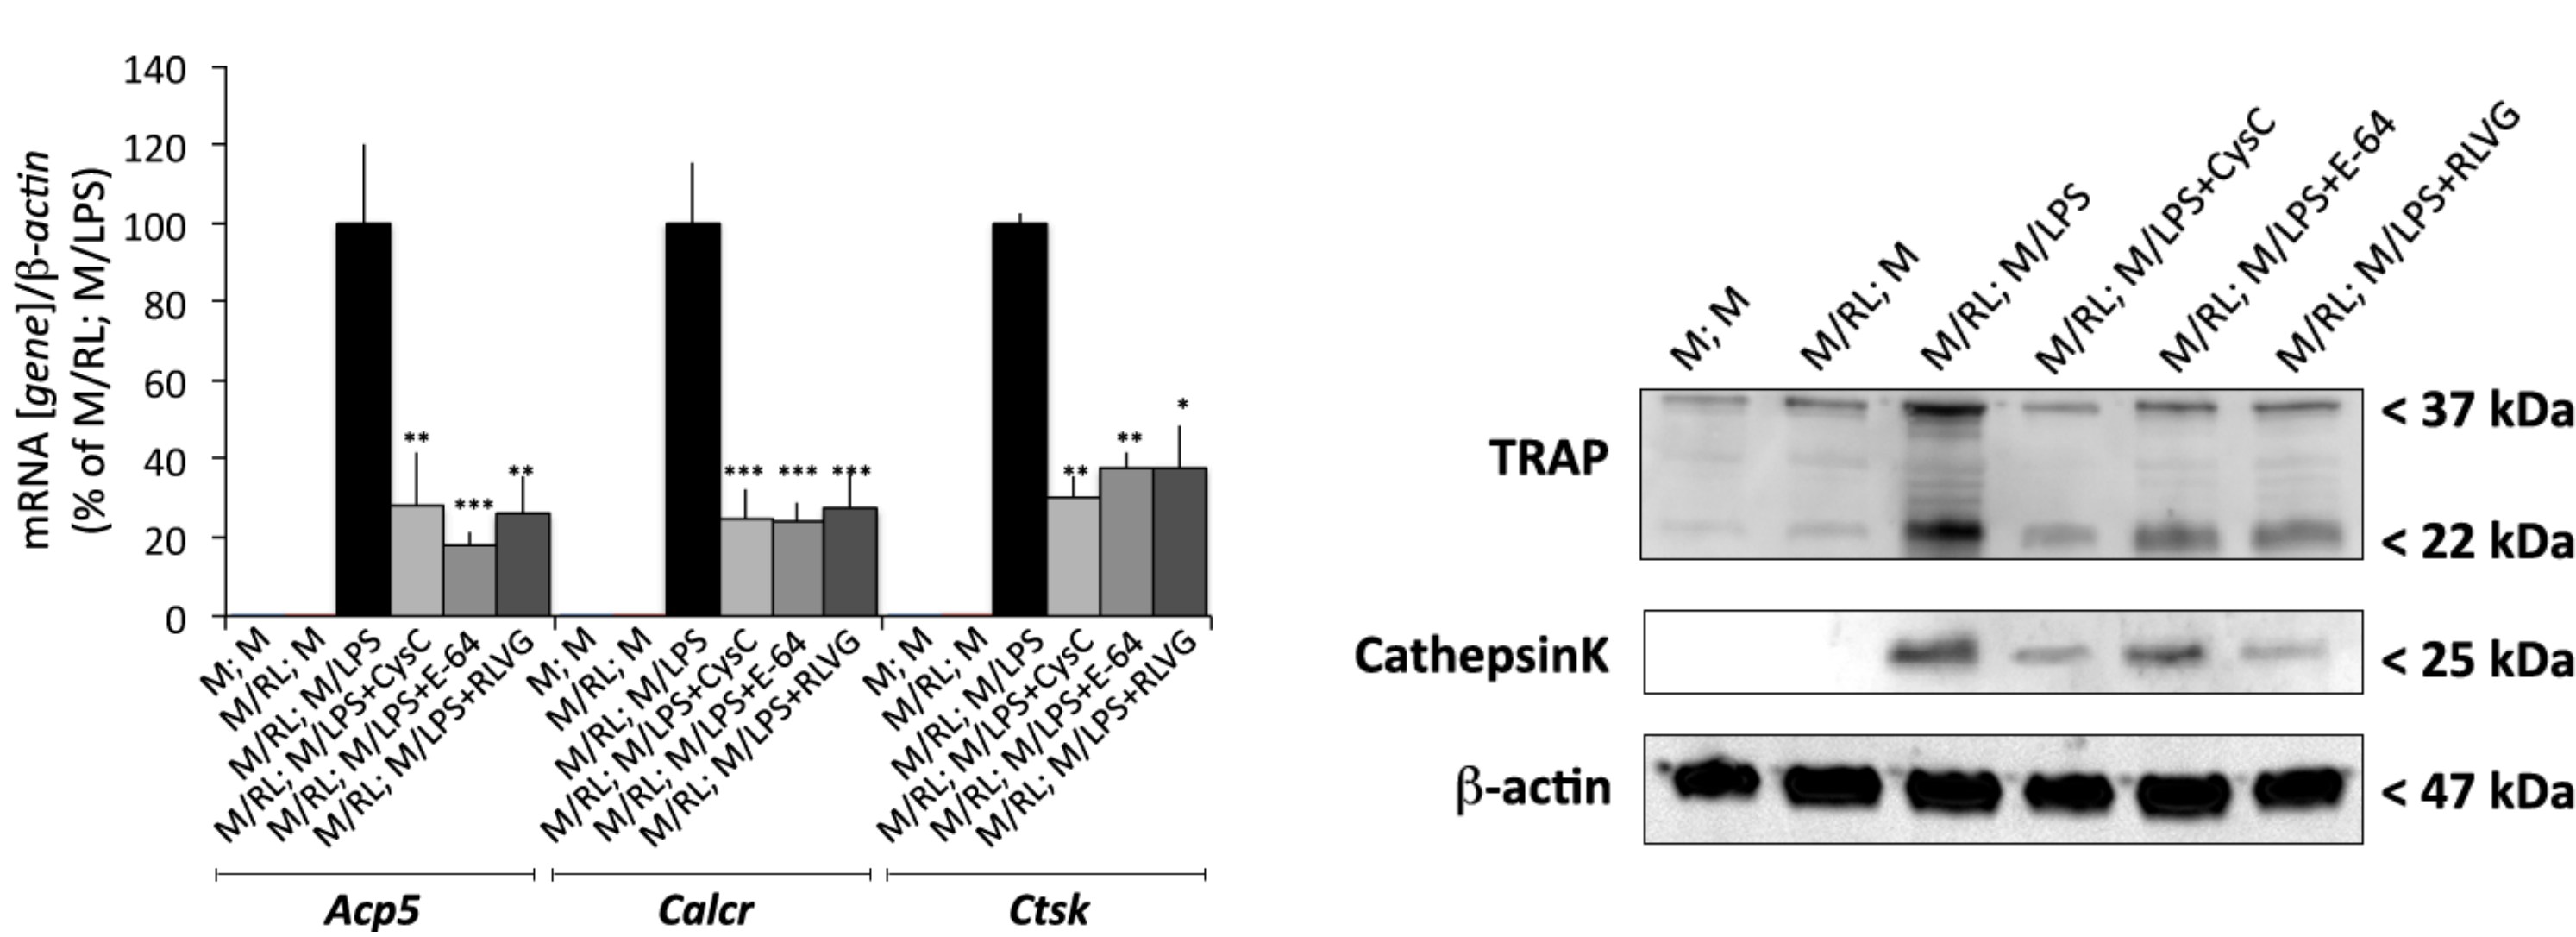 mRNA [gene]/β-actin
(% of M/RL; M/LPS)
140
120
100
80
60
40
20
0
**
***
**
***
***
***
**
**
*
M; M
M/RL; M
M/RL; M/LPS
M/RL; M/LPS+CysC
M/RL; M/LPS+E-64
M/RL; M/LPS+RLVG
M; M
M/RL; M
M/RL; M/LPS
M/RL; M/LPS+CysC
M/RL; M/LPS+E-64
M/RL; M/LPS+RLVG
M; M
M/RL; M
M/RL; M/LPS
M/RL; M/LPS+CysC
M/RL; M/LPS+E-64
M/RL; M/LPS+RLVG
Acp5
Calcr
Ctsk
M; M
M/RL; M
M/RL; M/LPS
M/RL; M/LPS+CysC
M/RL; M/LPS+E-64
M/RL; M/LPS+RLVG
TRAP
< 37 kDa
< 22 kDa
CathepsinK
< 25 kDa
β-actin
< 47 kDa